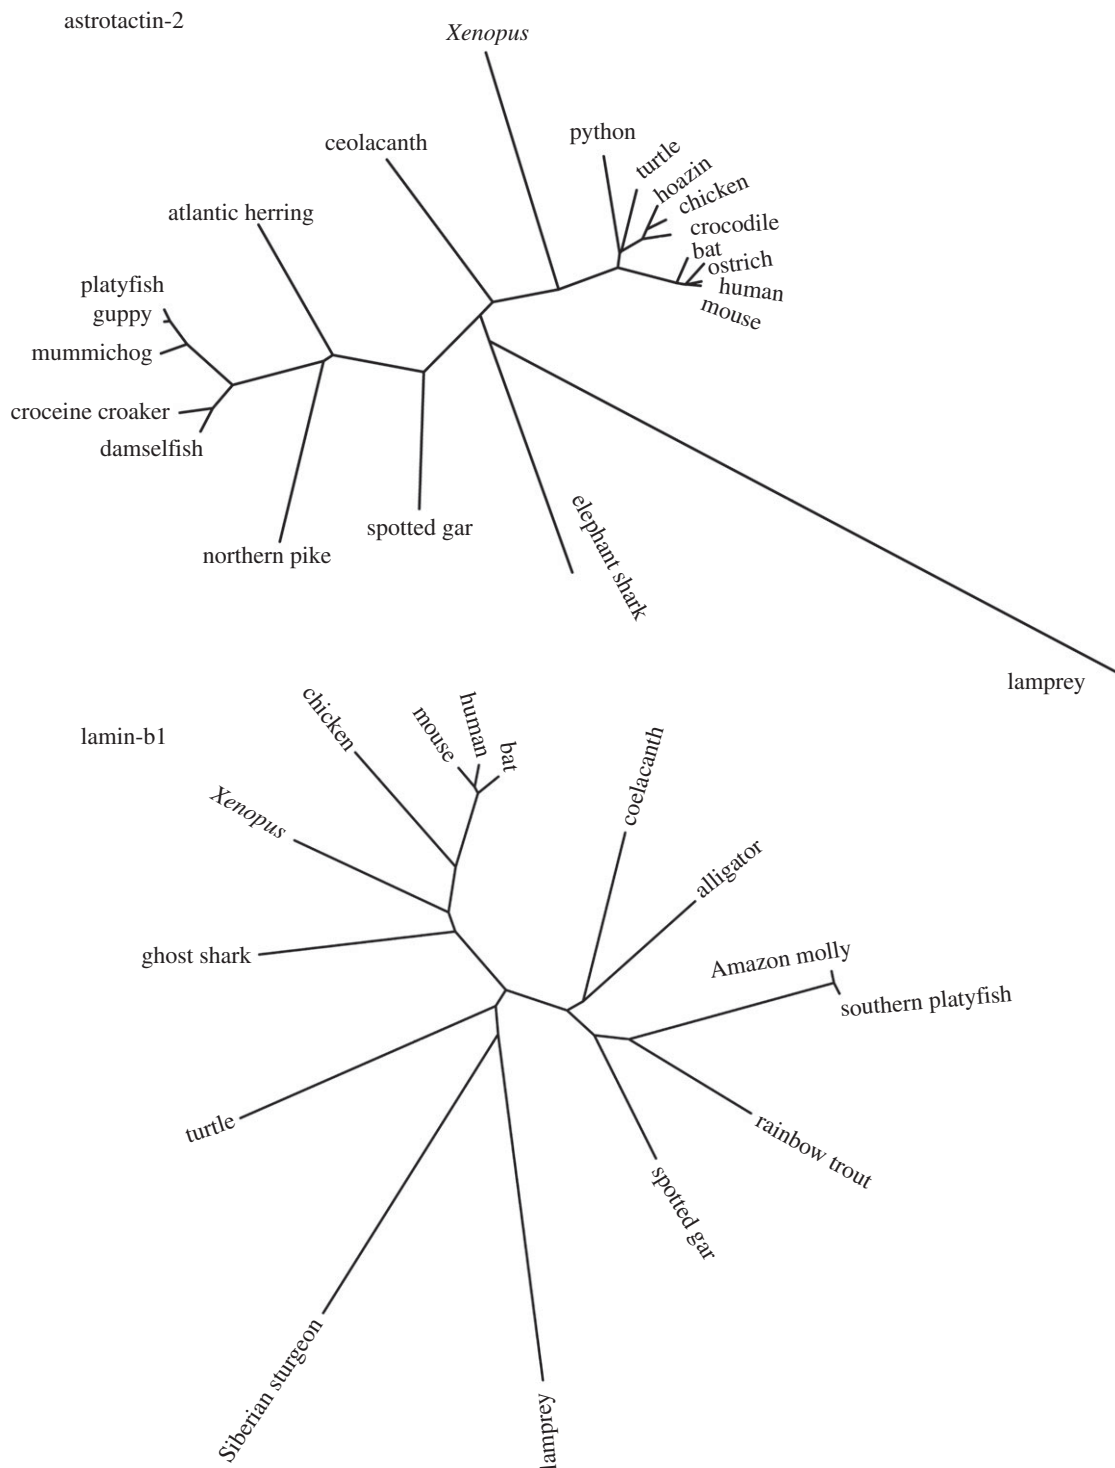 astrotactin-2
Xenopus
python
ceolacanth
turtle
hoazin
chicken
atlantic herring
crocodile
bat
ostrich
platyfish
human
guppy
mouse
mummichog
croceine croaker
damselfish
spotted gar
elephant shark
northern pike
lamprey
lamin-b1
chicken
mouse
human
bat
coelacanth
Xenopus
alligator
ghost shark
Amazon molly
southern platyfish
turtle
rainbow trout
spotted gar
Siberian sturgeon
lamprey